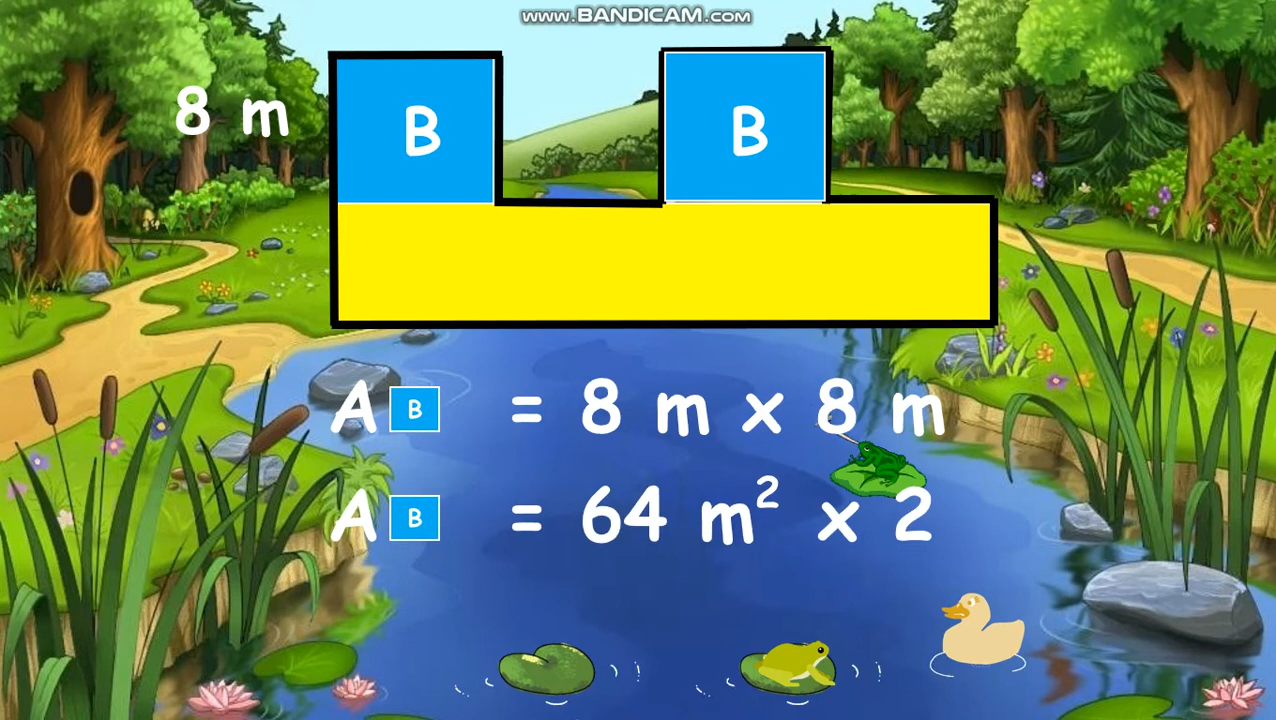 www.BANDICAM.com
8 m
B
B
A B = 8 m x 8 m
A B = 64 m² x 2